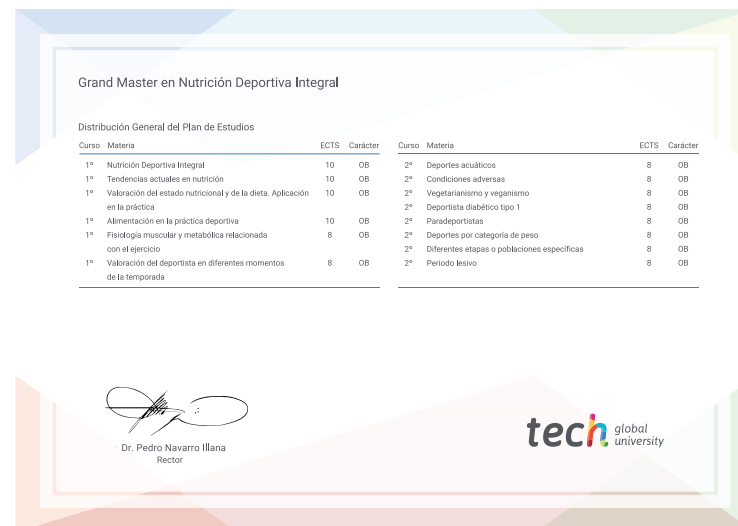 Grand Master en Nutrición Deportiva Integral
Distribución General del Plan de Estudios
Curso Materia ECTS Carácter
1º Nutrición Deportiva Integral 10 OB
1º Tendencias actuales en nutrición 10 OB
1º Valoración del estado nutricional y de la dieta. Aplicación 10 OB
en la práctica
1º Alimentación en la práctica deportiva 10 OB
1º Fisiología muscular y metabólica relacionada 8 OB
con el ejercicio
1º Valoración del deportista en diferentes momentos 8 OB
de la temporada
Curso Materia ECTS Carácter
2º Deportes acuáticos 8 OB
2º Condiciones adversas 8 OB
2º Vegetarianismo y veganismo 8 OB
2º Deportista diabético tipo 1 8 OB
2º Paradeportistas 8 OB
2º Deportes por categoría de peso 8 OB
2º Diferentes etapas o poblaciones específicas 8 OB
2º Periodo lesivo 8 OB
Dr. Pedro Navarro Illana
Rector
tech global
university